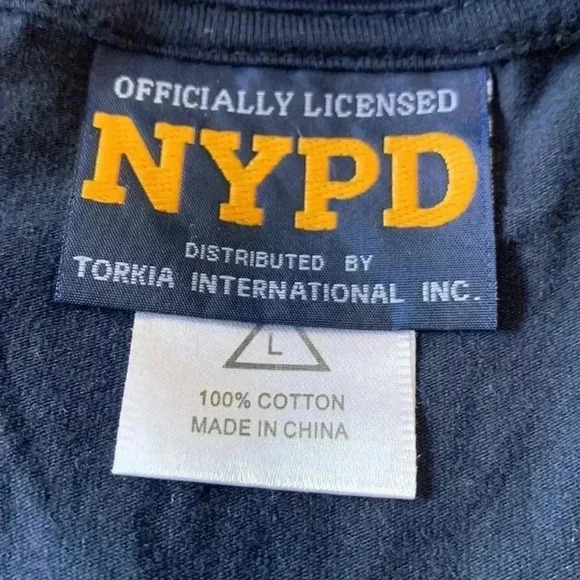 OFFICIALLY LICENSED
NYPD
DISTRIBUTED BY
TORKIA INTERNATIONAL INC.
L
100% COTTON
MADE IN CHINA